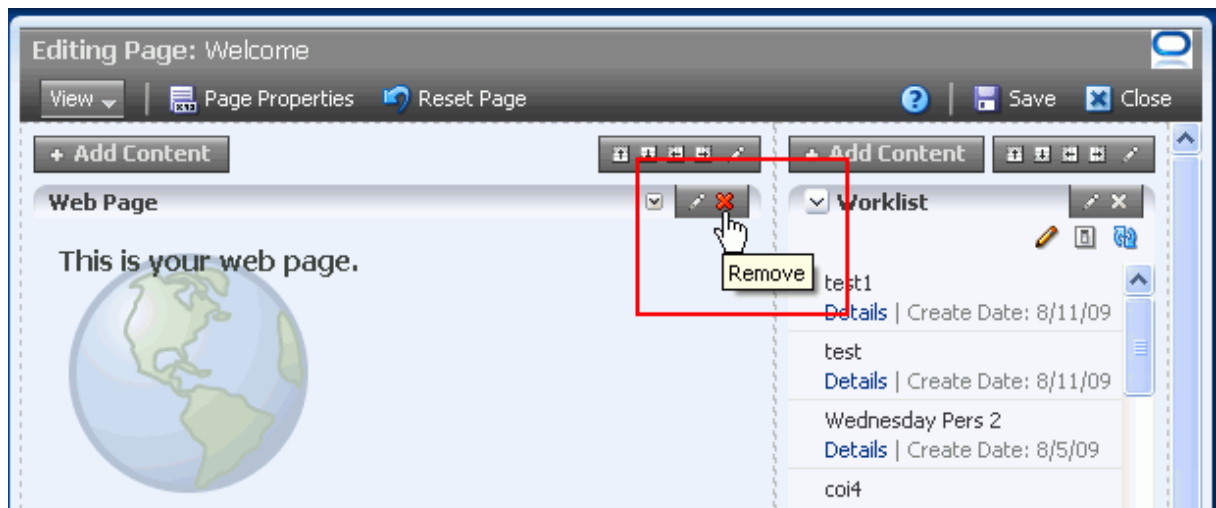 Editing Page: Welcome
View Page Properties Reset Page Save Close
+ Add Content + Add Content
Web Page Worklist
This is your web page.
Remove
test1
Details | Create Date: 8/11/09
test
Details | Create Date: 8/11/09
Wednesday Pers 2
Details | Create Date: 8/5/09
coi4